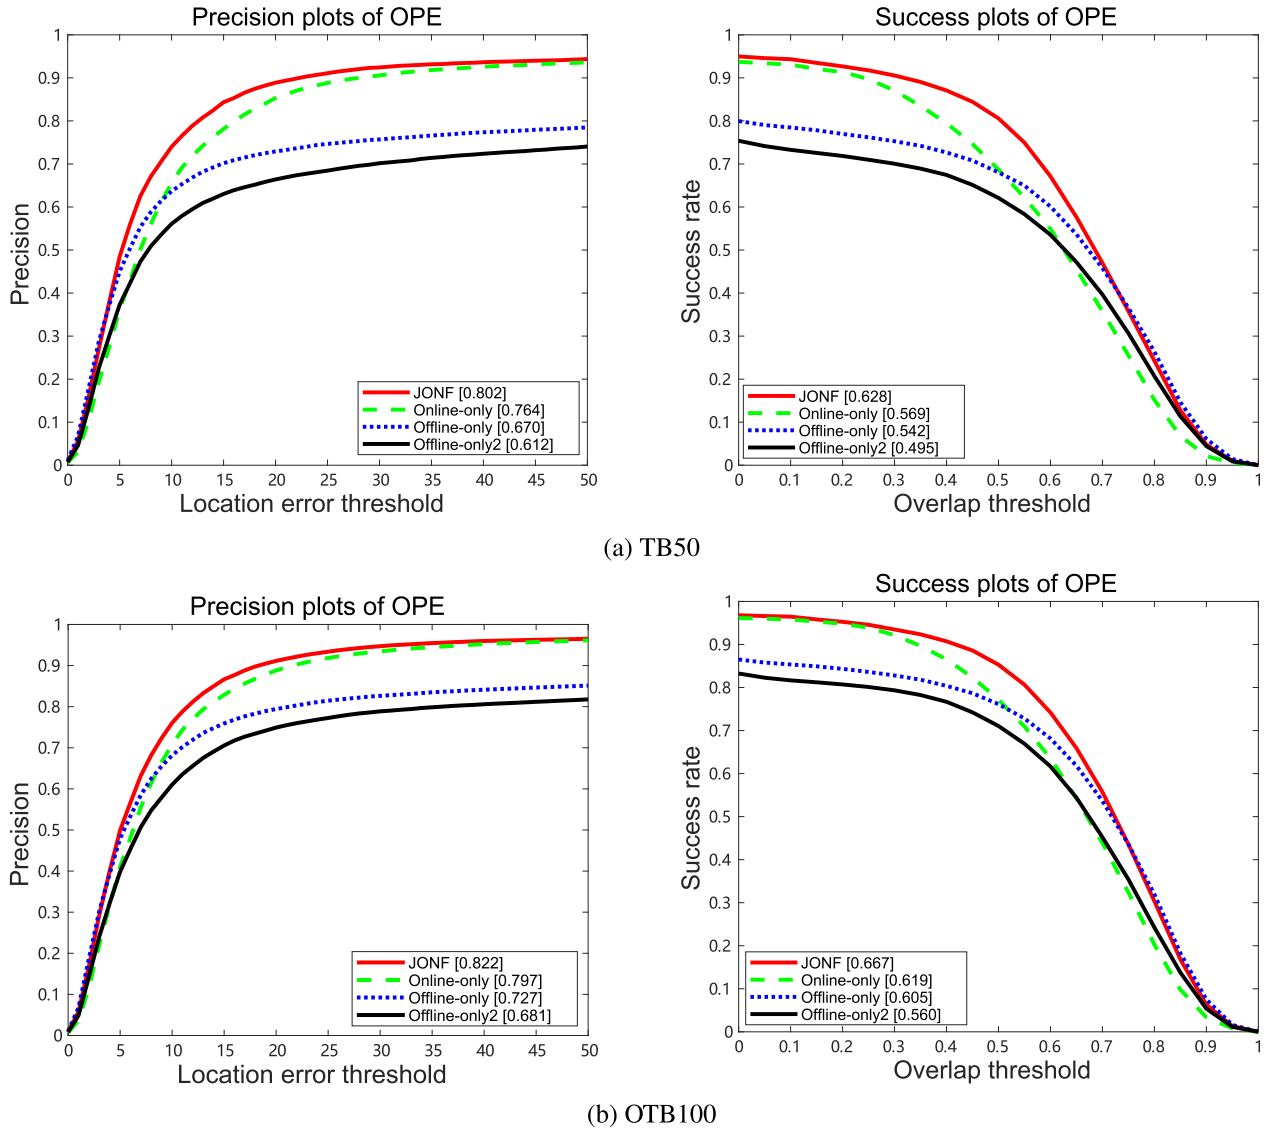 Precision plots of OPE
Precision
1
0.9
0.8
0.7
0.6
0.5
0.4
0.3
0.2
0.1
0
0 5 10 15 20 25 30 35 40 45 50
Location error threshold
JONF [0.802]
Online-only [0.764]
Offline-only [0.670]
Offline-only2 [0.612]
Success plots of OPE
Success rate
1
0.9
0.8
0.7
0.6
0.5
0.4
0.3
0.2
0.1
0
0 0.1 0.2 0.3 0.4 0.5 0.6 0.7 0.8 0.9 1
Overlap threshold
JONF [0.628]
Online-only [0.569]
Offline-only [0.542]
Offline-only2 [0.495]
(a) TB50
Precision plots of OPE
Precision
1
0.9
0.8
0.7
0.6
0.5
0.4
0.3
0.2
0.1
0
0 5 10 15 20 25 30 35 40 45 50
Location error threshold
JONF [0.822]
Online-only [0.797]
Offline-only [0.727]
Offline-only2 [0.681]
Success plots of OPE
Success rate
1
0.9
0.8
0.7
0.6
0.5
0.4
0.3
0.2
0.1
0
0 0.1 0.2 0.3 0.4 0.5 0.6 0.7 0.8 0.9 1
Overlap threshold
JONF [0.667]
Online-only [0.619]
Offline-only [0.605]
Offline-only2 [0.560]
(b) OTB100